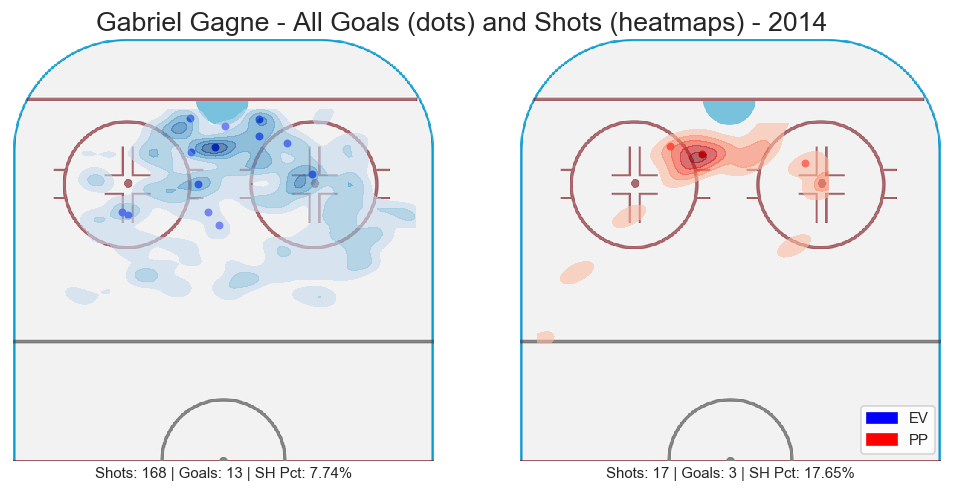 Gabriel Gagne - All Goals (dots) and Shots (heatmaps) - 2014
EV
PP
Shots: 168 | Goals: 13 | SH Pct: 7.74%
Shots: 17 | Goals: 3 | SH Pct: 17.65%